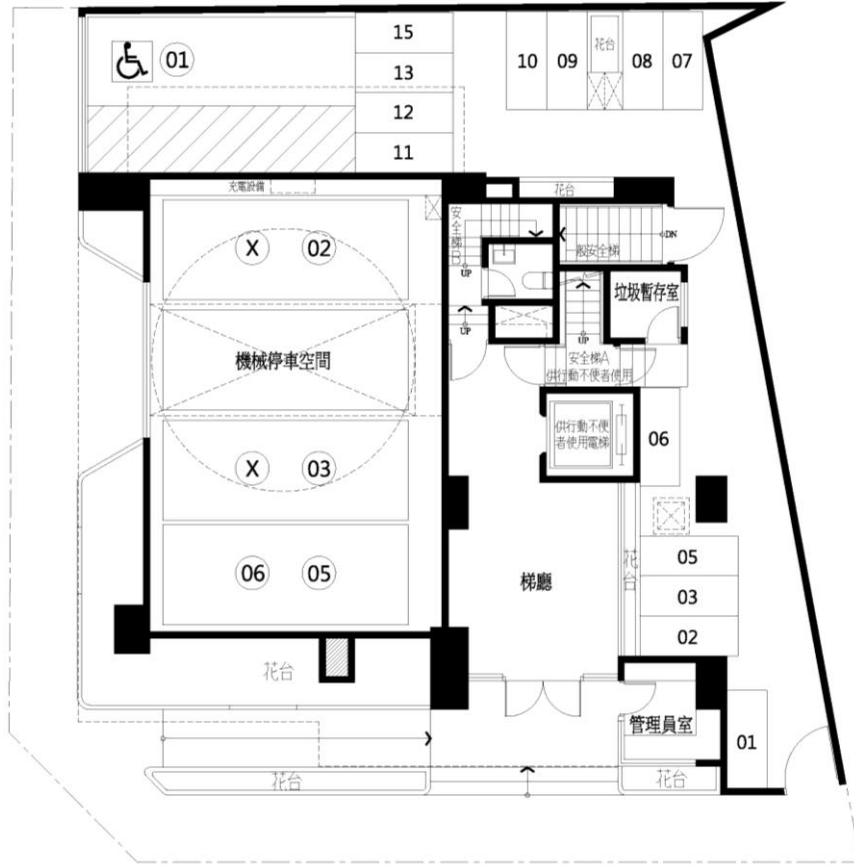 01
15
13
12
11
10
09
花台
08
07
充電設備
花台
X
02
安全梯B
UP
UP
一般安全梯
DN
垃圾暫存室
UP
機械停車空間
安全梯A
供行動不便者使用
供行動不便
者使用電梯
06
X
03
花台
05
03
02
06
05
梯廳
花台
管理員室
01
花台
花台